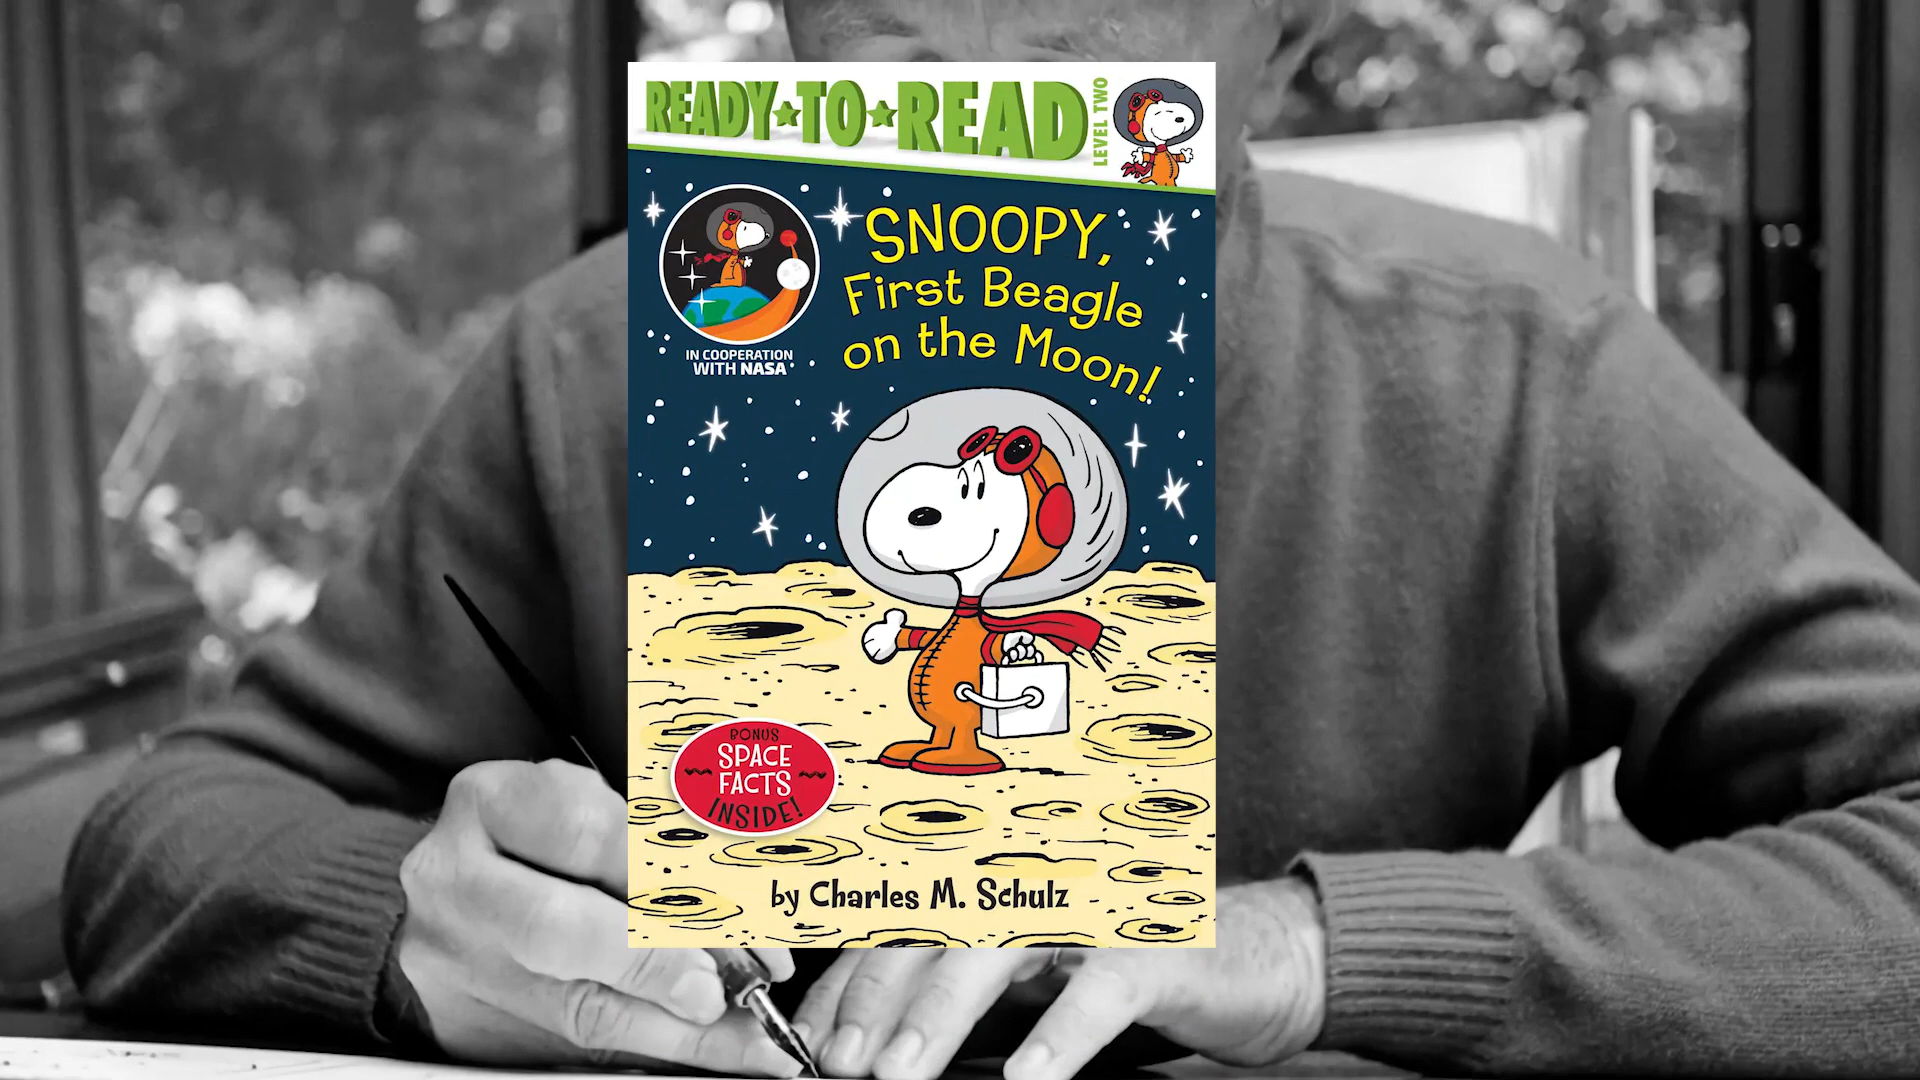 READY★TO★READ
LEVEL TWO
SNOOPY,
First Beagle
on the Moon!
IN COOPERATION
WITH NASA
BONUS
SPACE
FACTS
INSIDE!
by Charles M. Schulz